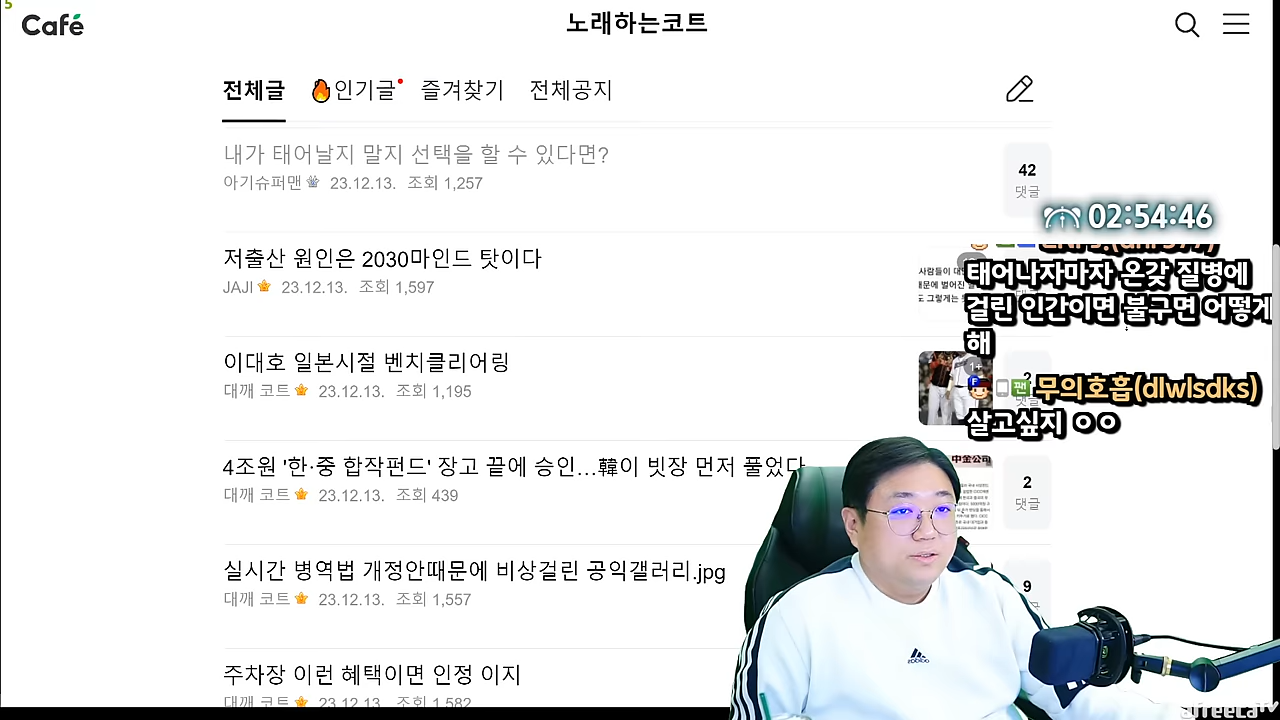 5
Café
노래하는코트
전체글 인기글 즐겨찾기 전체공지
내가 태어날지 말지 선택을 할 수 있다면?
아기슈퍼맨 23.12.13. 조회 1,257
42
댓글
02:54:46
저출산 원인은 2030마인드 탓이다
JAJI 23.12.13. 조회 1,597
태어나자마자 온갖 질병에
걸린 인간이면 불구면 어떻게
해
이대호 일본시절 벤치클리어링
대깨 코트 23.12.13. 조회 1,195
1+
2
무의호흡(dlwlsdks)
살고싶지 ㅇㅇ
4조원 '한·중 합작펀드' 장고 끝에 승인…韓이 빗장 먼저 풀었다
대깨 코트 23.12.13. 조회 439
中金公司
2
댓글
실시간 병역법 개정안때문에 비상걸린 공익갤러리.jpg
대깨 코트 23.12.13. 조회 1,557
9
주차장 이런 혜택이면 인정 이지
대깨 코트 23.12.13. 조회 1,582
adidas